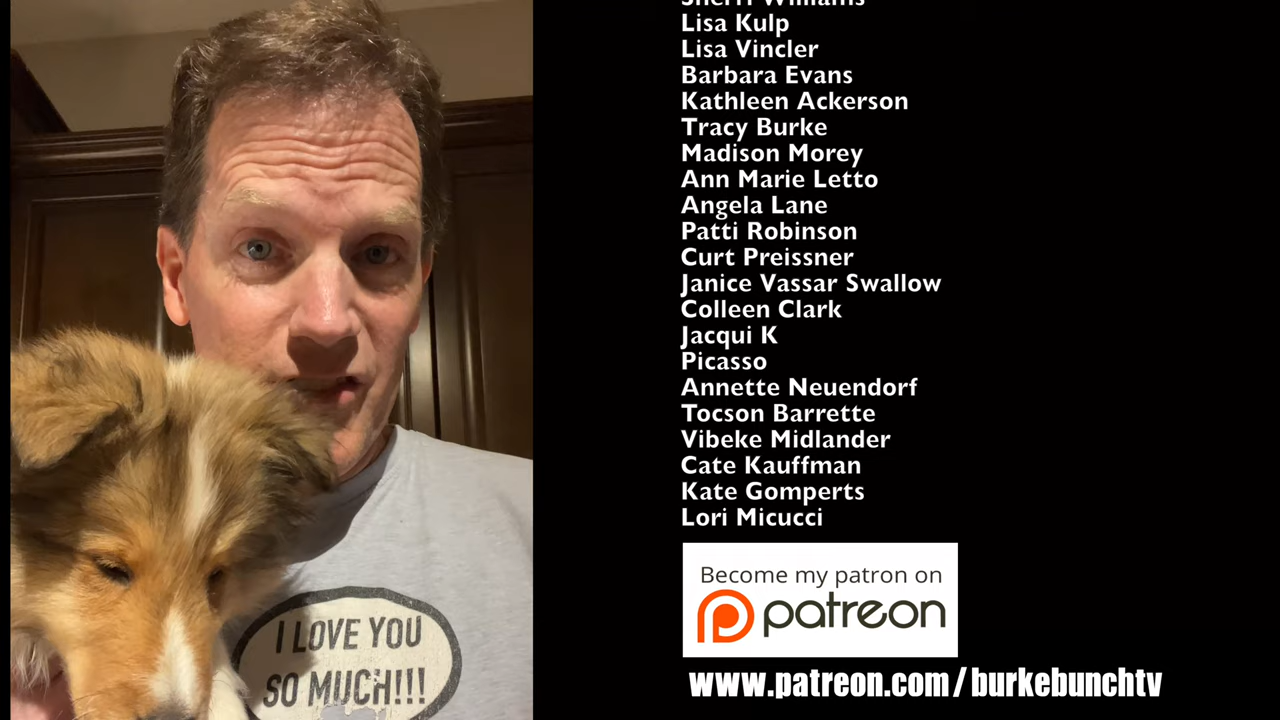 Sherri Williams
Lisa Kulp
Lisa Vincler
Barbara Evans
Kathleen Ackerson
Tracy Burke
Madison Morey
Ann Marie Letto
Angela Lane
Patti Robinson
Curt Preissner
Janice Vassar Swallow
Colleen Clark
Jacqui K
Picasso
Annette Neuendorf
Tocson Barrette
Vibeke Midlander
Cate Kauffman
Kate Gomperts
Lori Micucci
Become my patron on
patreon
www.patreon.com/burkebunchtv
I LOVE YOU
SO MUCH!!!